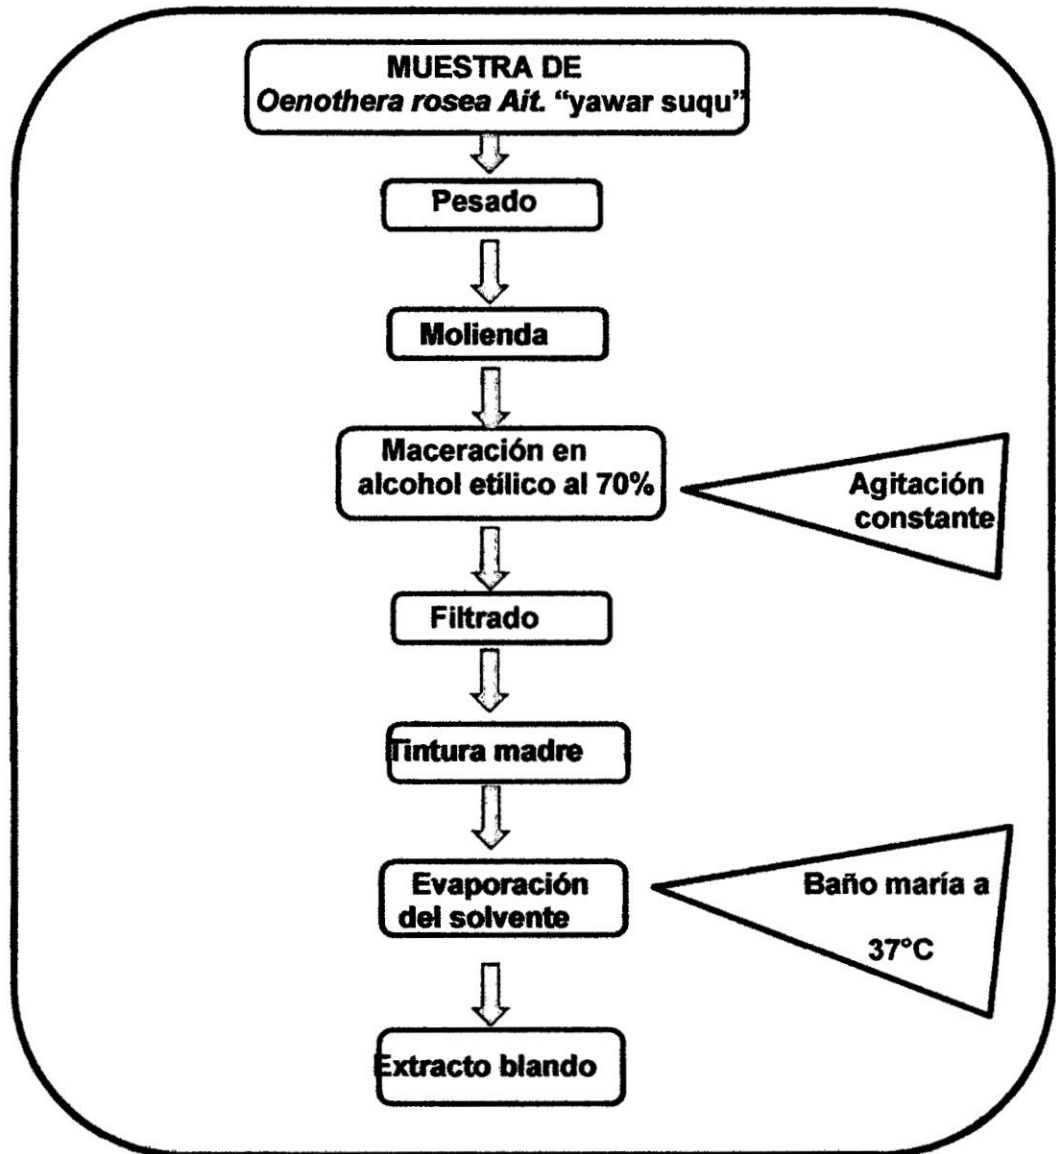 MUESTRA DE
Oenothera rosea Ait. “yawar suqu”
Pesado
Molienda
Maceración en
alcohol etílico al 70%
Agitación
constante
Filtrado
Tintura madre
Evaporación
del solvente
Baño maría a
37°C
Extracto blando